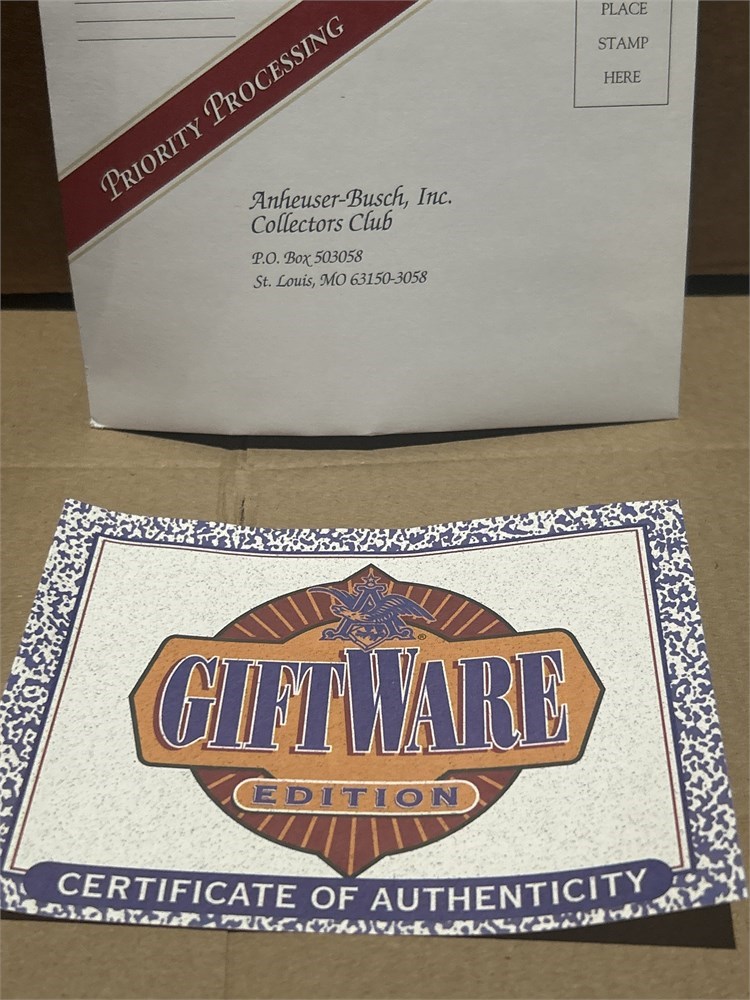 PLACE
STAMP
HERE
PRIORITY PROCESSING
Anheuser-Busch, Inc.
Collectors Club
P.O. Box 503058
St. Louis, MO 63150-3058
A
®
GIFTWARE
EDITION
CERTIFICATE OF AUTHENTICITY